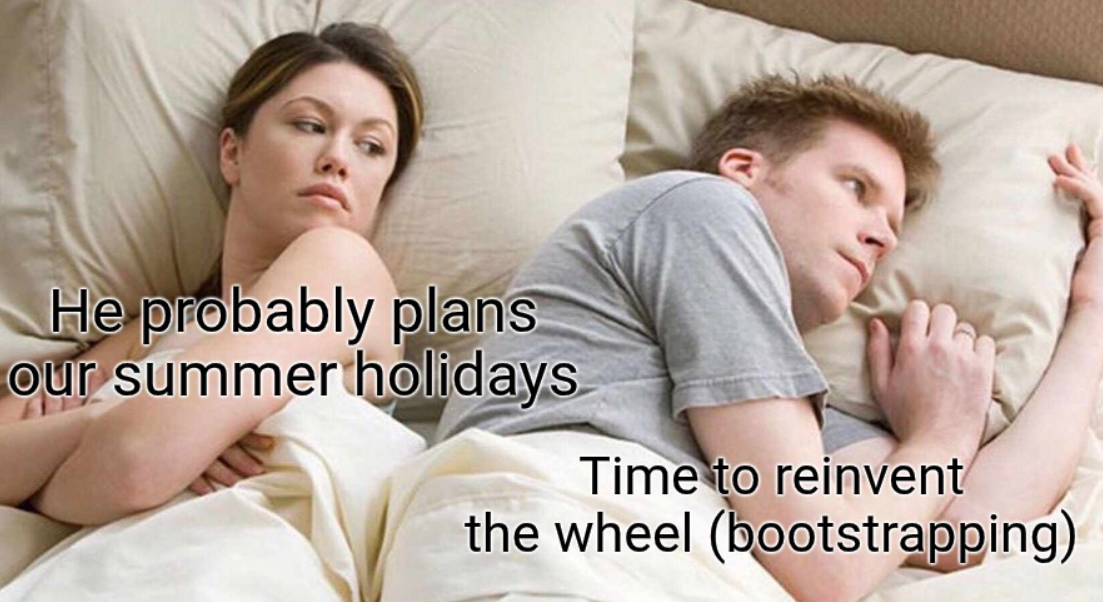 He probably plans
our summer holidays
Time to reinvent
the wheel (bootstrapping)